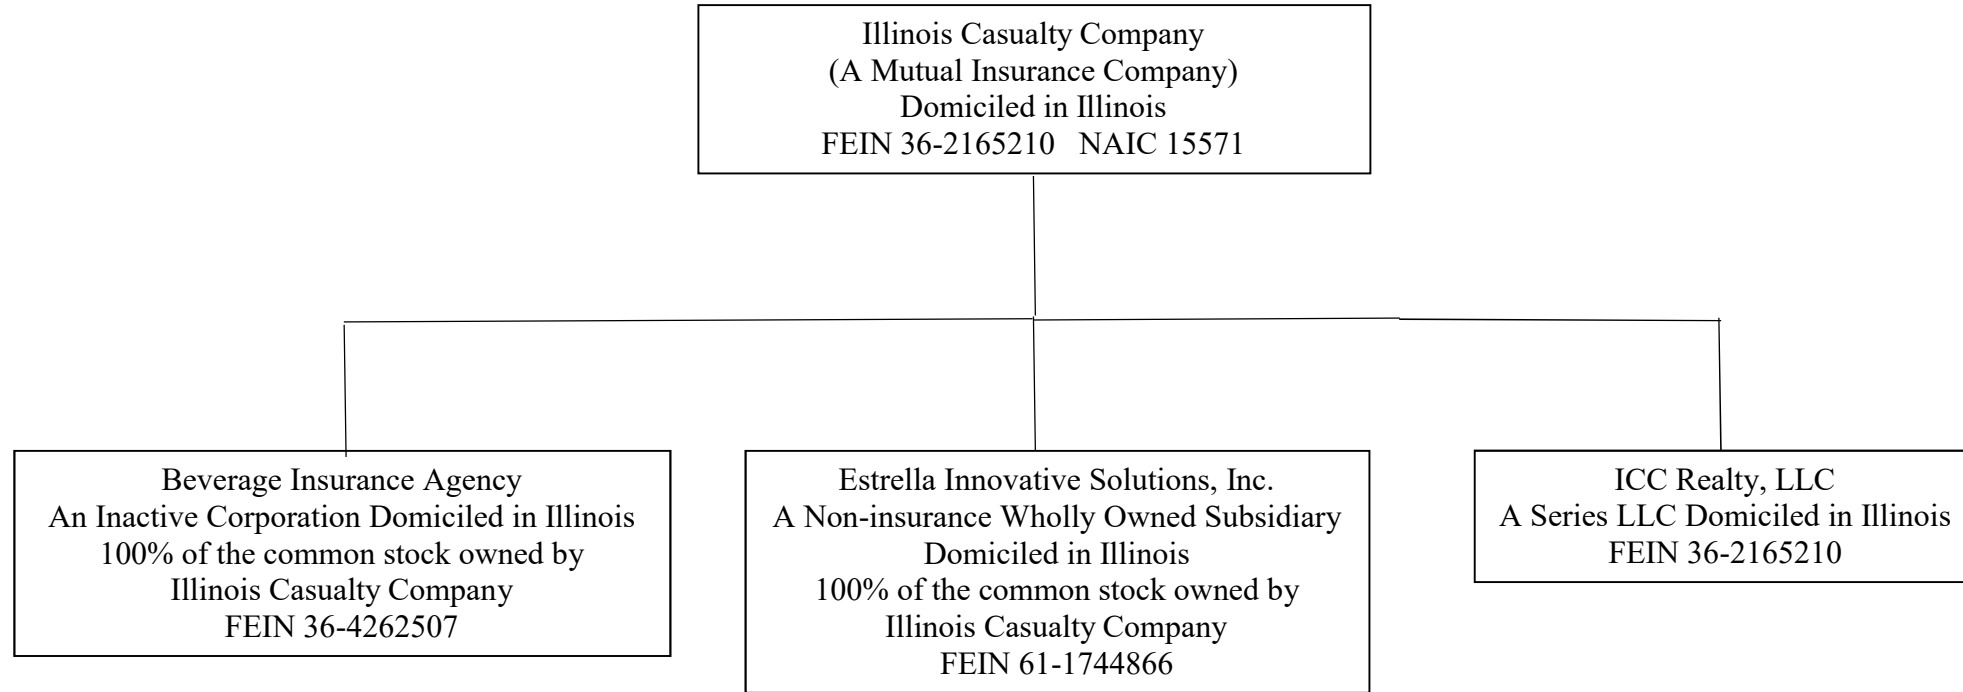 Illinois Casualty Company
(A Mutual Insurance Company)
Domiciled in Illinois
FEIN 36-2165210   NAIC 15571
Beverage Insurance Agency
An Inactive Corporation Domiciled in Illinois
100% of the common stock owned by
Illinois Casualty Company
FEIN 36-4262507
Estrella Innovative Solutions, Inc.
A Non-insurance Wholly Owned Subsidiary
Domiciled in Illinois
100% of the common stock owned by
Illinois Casualty Company
FEIN 61-1744866
ICC Realty, LLC
A Series LLC Domiciled in Illinois
FEIN 36-2165210